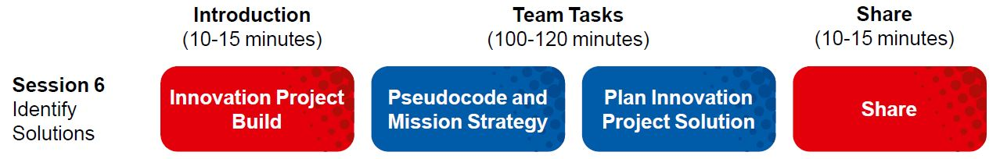 Introduction
(10-15 minutes)
Team Tasks
(100-120 minutes)
Share
(10-15 minutes)
Session 6
Identify
Solutions
Innovation Project
Build
Pseudocode and
Mission Strategy
Plan Innovation
Project Solution
Share